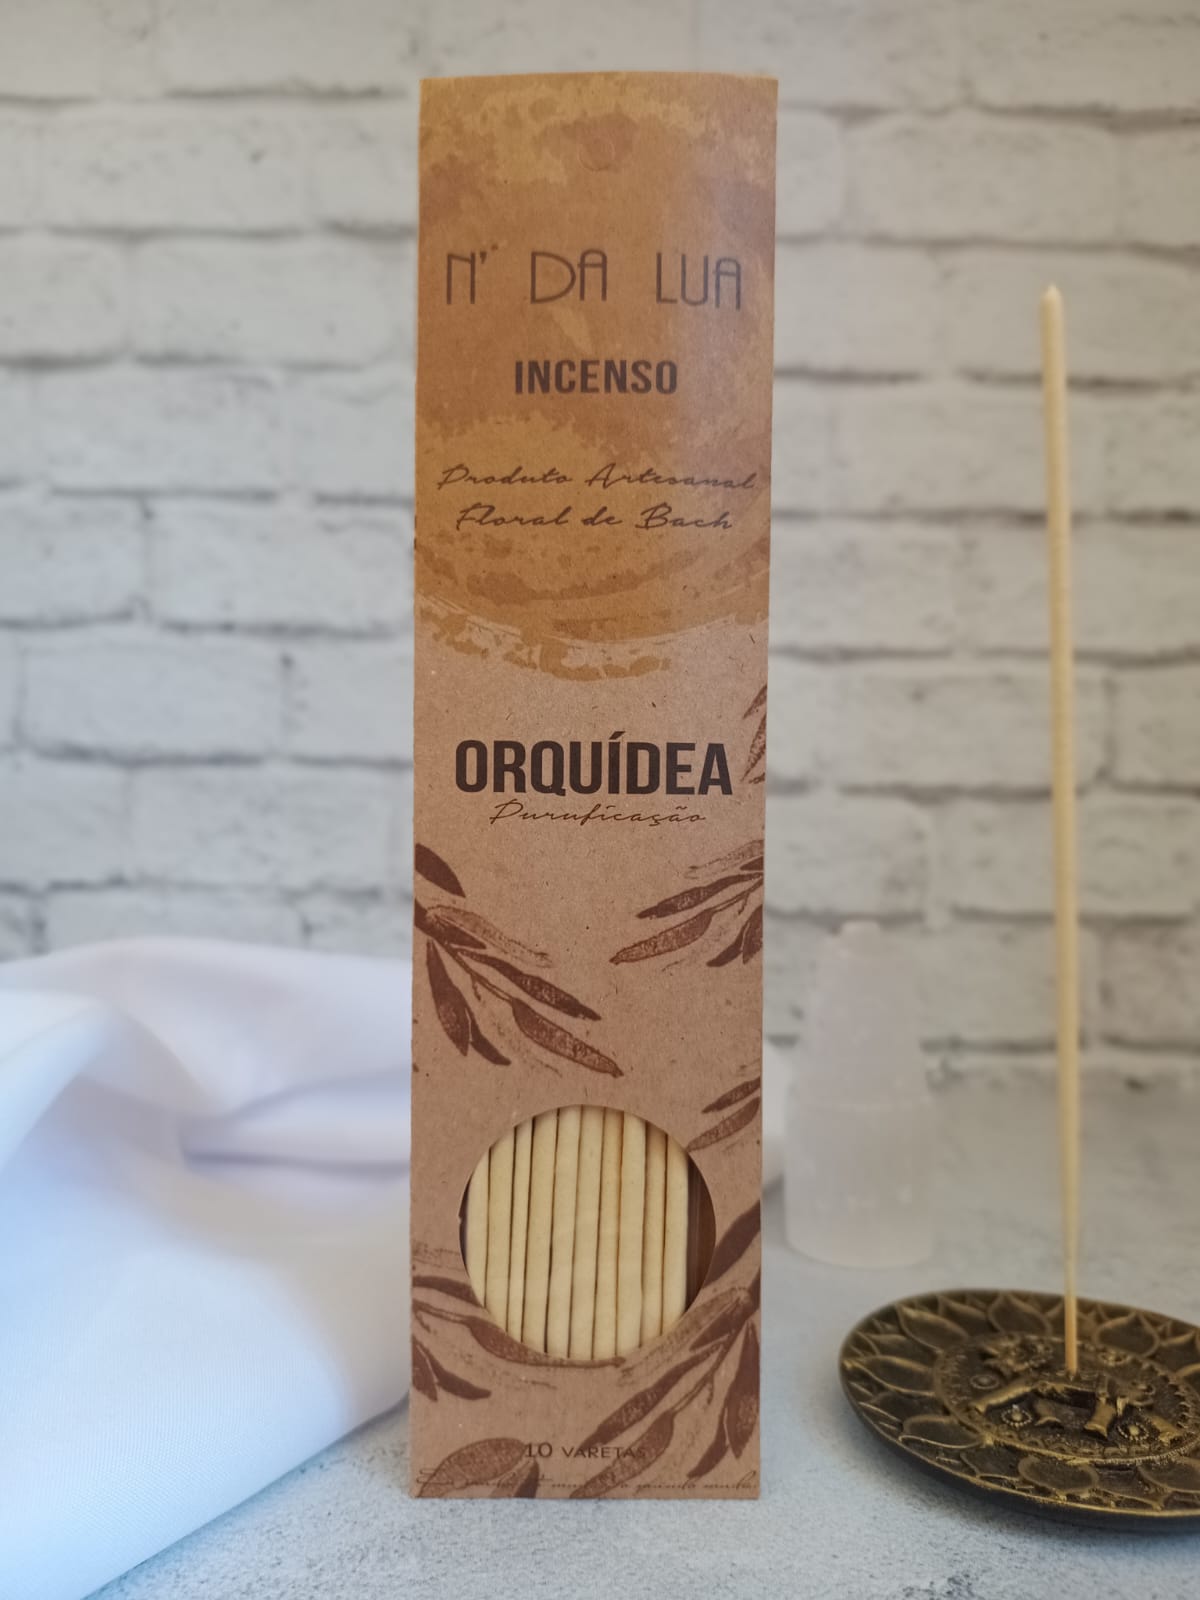 N' DA LUA
INCENSO
Produto Artesanal
Floral de Bach
ORQUÍDEA
Purificação
10 VARETAS